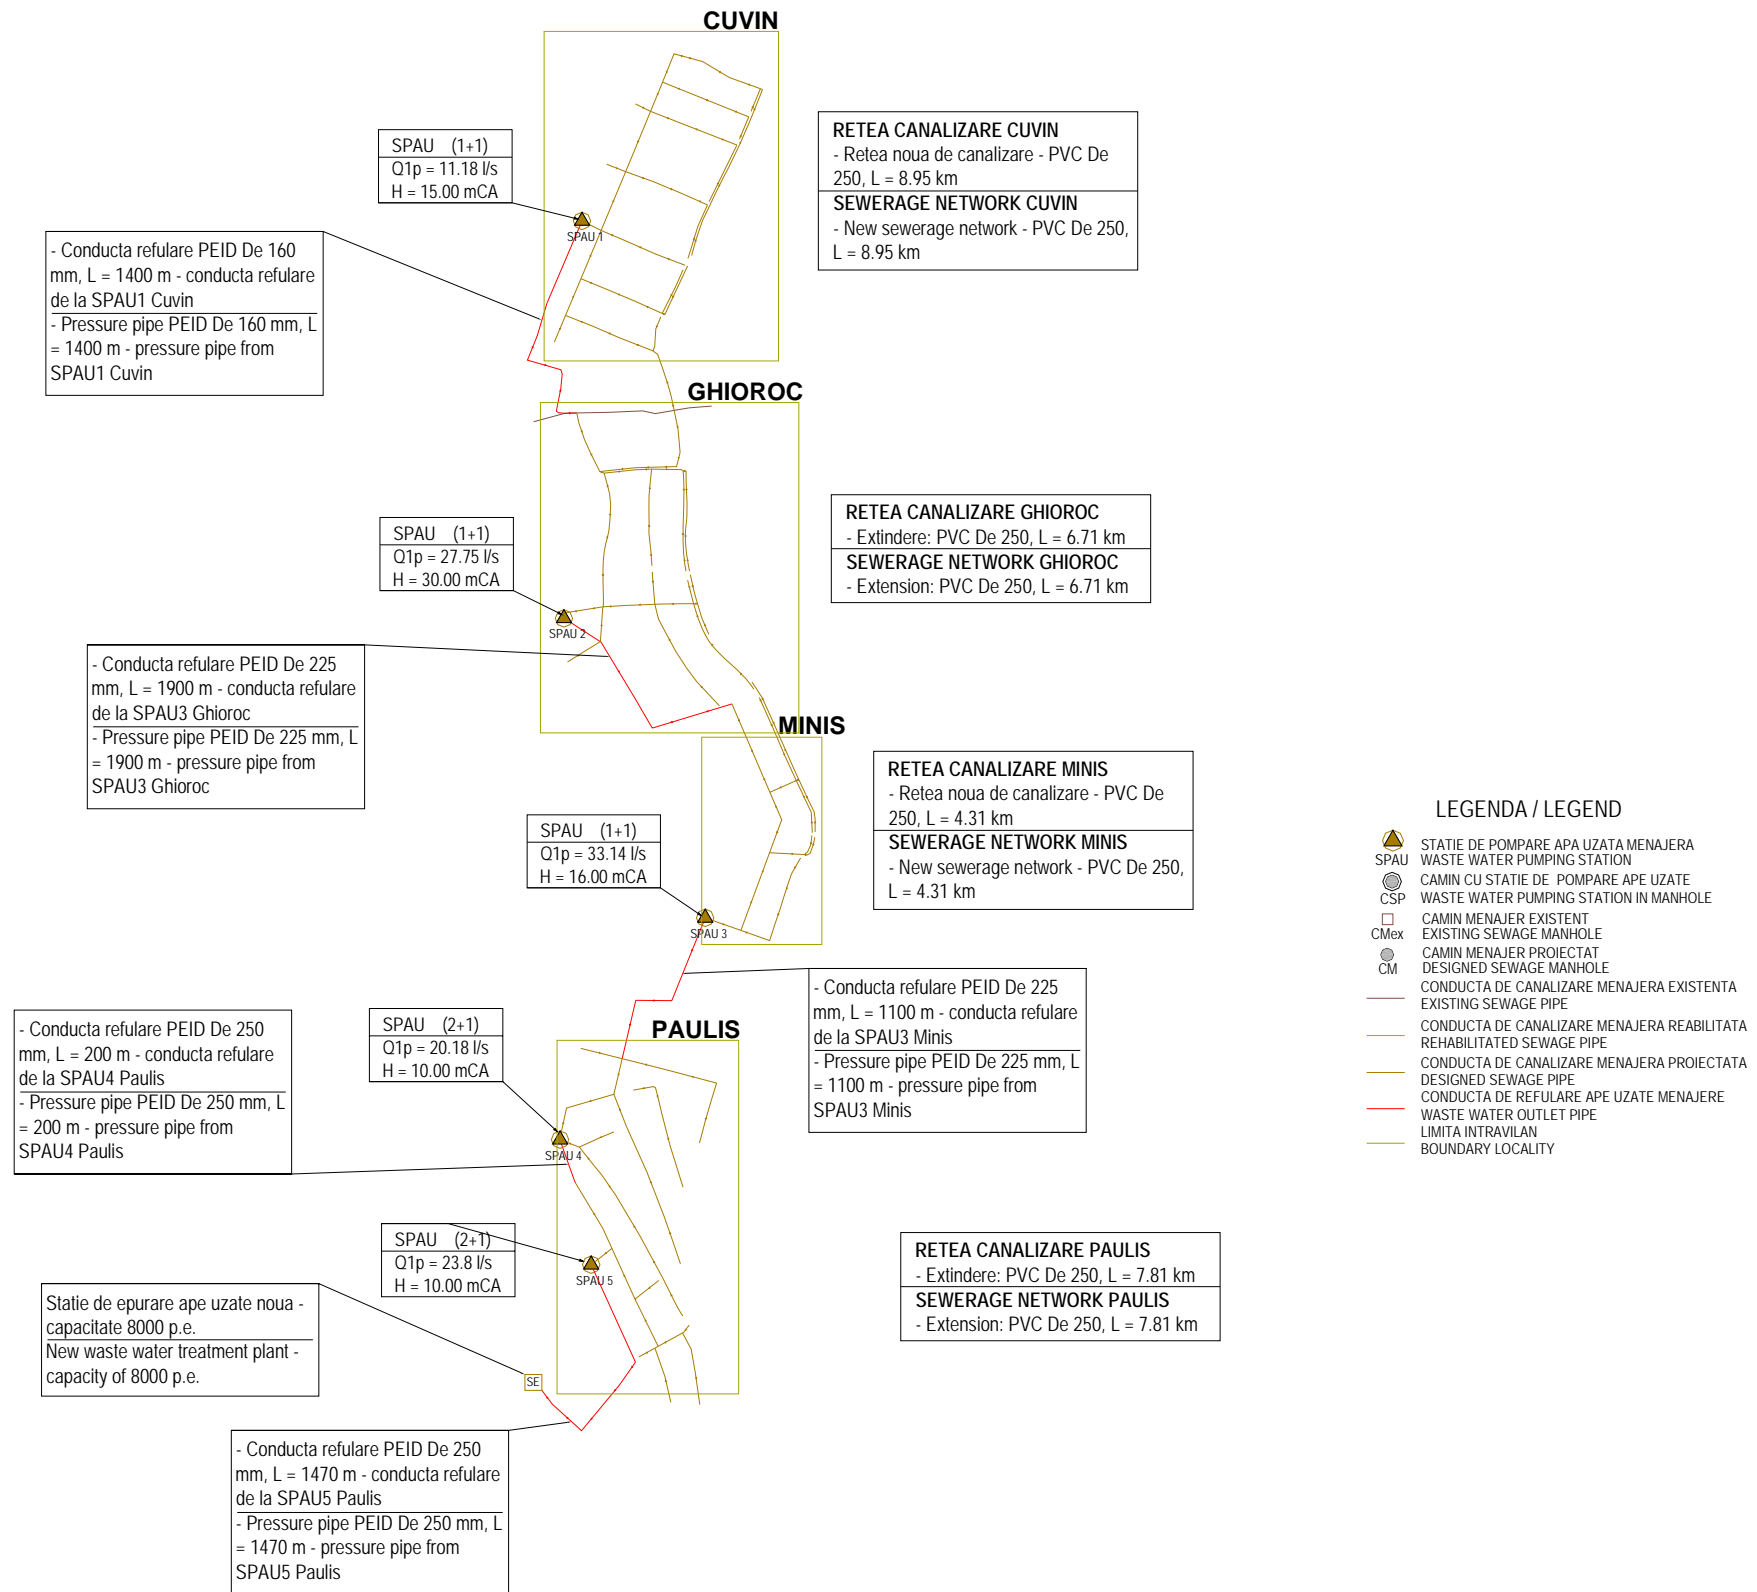 CUVIN
SPAU (1+1)
Q1p = 11.18 l/s
H = 15.00 mCA
RETEA CANALIZARE CUVIN
- Retea noua de canalizare - PVC De
250, L = 8.95 km
SEWERAGE NETWORK CUVIN
- New sewerage network - PVC De 250,
L = 8.95 km
SPAU 1
- Conducta refulare PEID De 160
mm, L = 1400 m - conducta refulare
de la SPAU1 Cuvin
- Pressure pipe PEID De 160 mm, L
= 1400 m - pressure pipe from
SPAU1 Cuvin
GHIOROC
SPAU (1+1)
Q1p = 27.75 l/s
H = 30.00 mCA
RETEA CANALIZARE GHIOROC
- Extindere: PVC De 250, L = 6.71 km
SEWERAGE NETWORK GHIOROC
- Extension: PVC De 250, L = 6.71 km
SPAU 2
- Conducta refulare PEID De 225
mm, L = 1900 m - conducta refulare
de la SPAU3 Ghioroc
- Pressure pipe PEID De 225 mm, L
= 1900 m - pressure pipe from
SPAU3 Ghioroc
MINIS
RETEA CANALIZARE MINIS
- Retea noua de canalizare - PVC De
250, L = 4.31 km
SEWERAGE NETWORK MINIS
- New sewerage network - PVC De 250,
L = 4.31 km
SPAU (1+1)
Q1p = 33.14 l/s
H = 16.00 mCA
SPAU 3
- Conducta refulare PEID De 225
mm, L = 1100 m - conducta refulare
de la SPAU3 Minis
- Pressure pipe PEID De 225 mm, L
= 1100 m - pressure pipe from
SPAU3 Minis
PAULIS
SPAU (2+1)
Q1p = 20.18 l/s
H = 10.00 mCA
- Conducta refulare PEID De 250
mm, L = 200 m - conducta refulare
de la SPAU4 Paulis
- Pressure pipe PEID De 250 mm, L
= 200 m - pressure pipe from
SPAU4 Paulis
SPAU 4
SPAU (2+1)
Q1p = 23.8 l/s
H = 10.00 mCA
SPAU 5
RETEA CANALIZARE PAULIS
- Extindere: PVC De 250, L = 7.81 km
SEWERAGE NETWORK PAULIS
- Extension: PVC De 250, L = 7.81 km
Statie de epurare ape uzate noua -
capacitate 8000 p.e.
New waste water treatment plant -
capacity of 8000 p.e.
SE
- Conducta refulare PEID De 250
mm, L = 1470 m - conducta refulare
de la SPAU5 Paulis
- Pressure pipe PEID De 250 mm, L
= 1470 m - pressure pipe from
SPAU5 Paulis
LEGENDA / LEGEND
STATIE DE POMPARE APA UZATA MENAJERA
SPAU WASTE WATER PUMPING STATION
CAMIN CU STATIE DE POMPARE APE UZATE
CSP WASTE WATER PUMPING STATION IN MANHOLE
CAMIN MENAJER EXISTENT
CMex EXISTING SEWAGE MANHOLE
CAMIN MENAJER PROIECTAT
CM DESIGNED SEWAGE MANHOLE
CONDUCTA DE CANALIZARE MENAJERA EXISTENTA
EXISTING SEWAGE PIPE
CONDUCTA DE CANALIZARE MENAJERA REABILITATA
REHABILITATED SEWAGE PIPE
CONDUCTA DE CANALIZARE MENAJERA PROIECTATA
DESIGNED SEWAGE PIPE
CONDUCTA DE REFULARE APE UZATE MENAJERE
WASTE WATER OUTLET PIPE
LIMITA INTRAVILAN
BOUNDARY LOCALITY